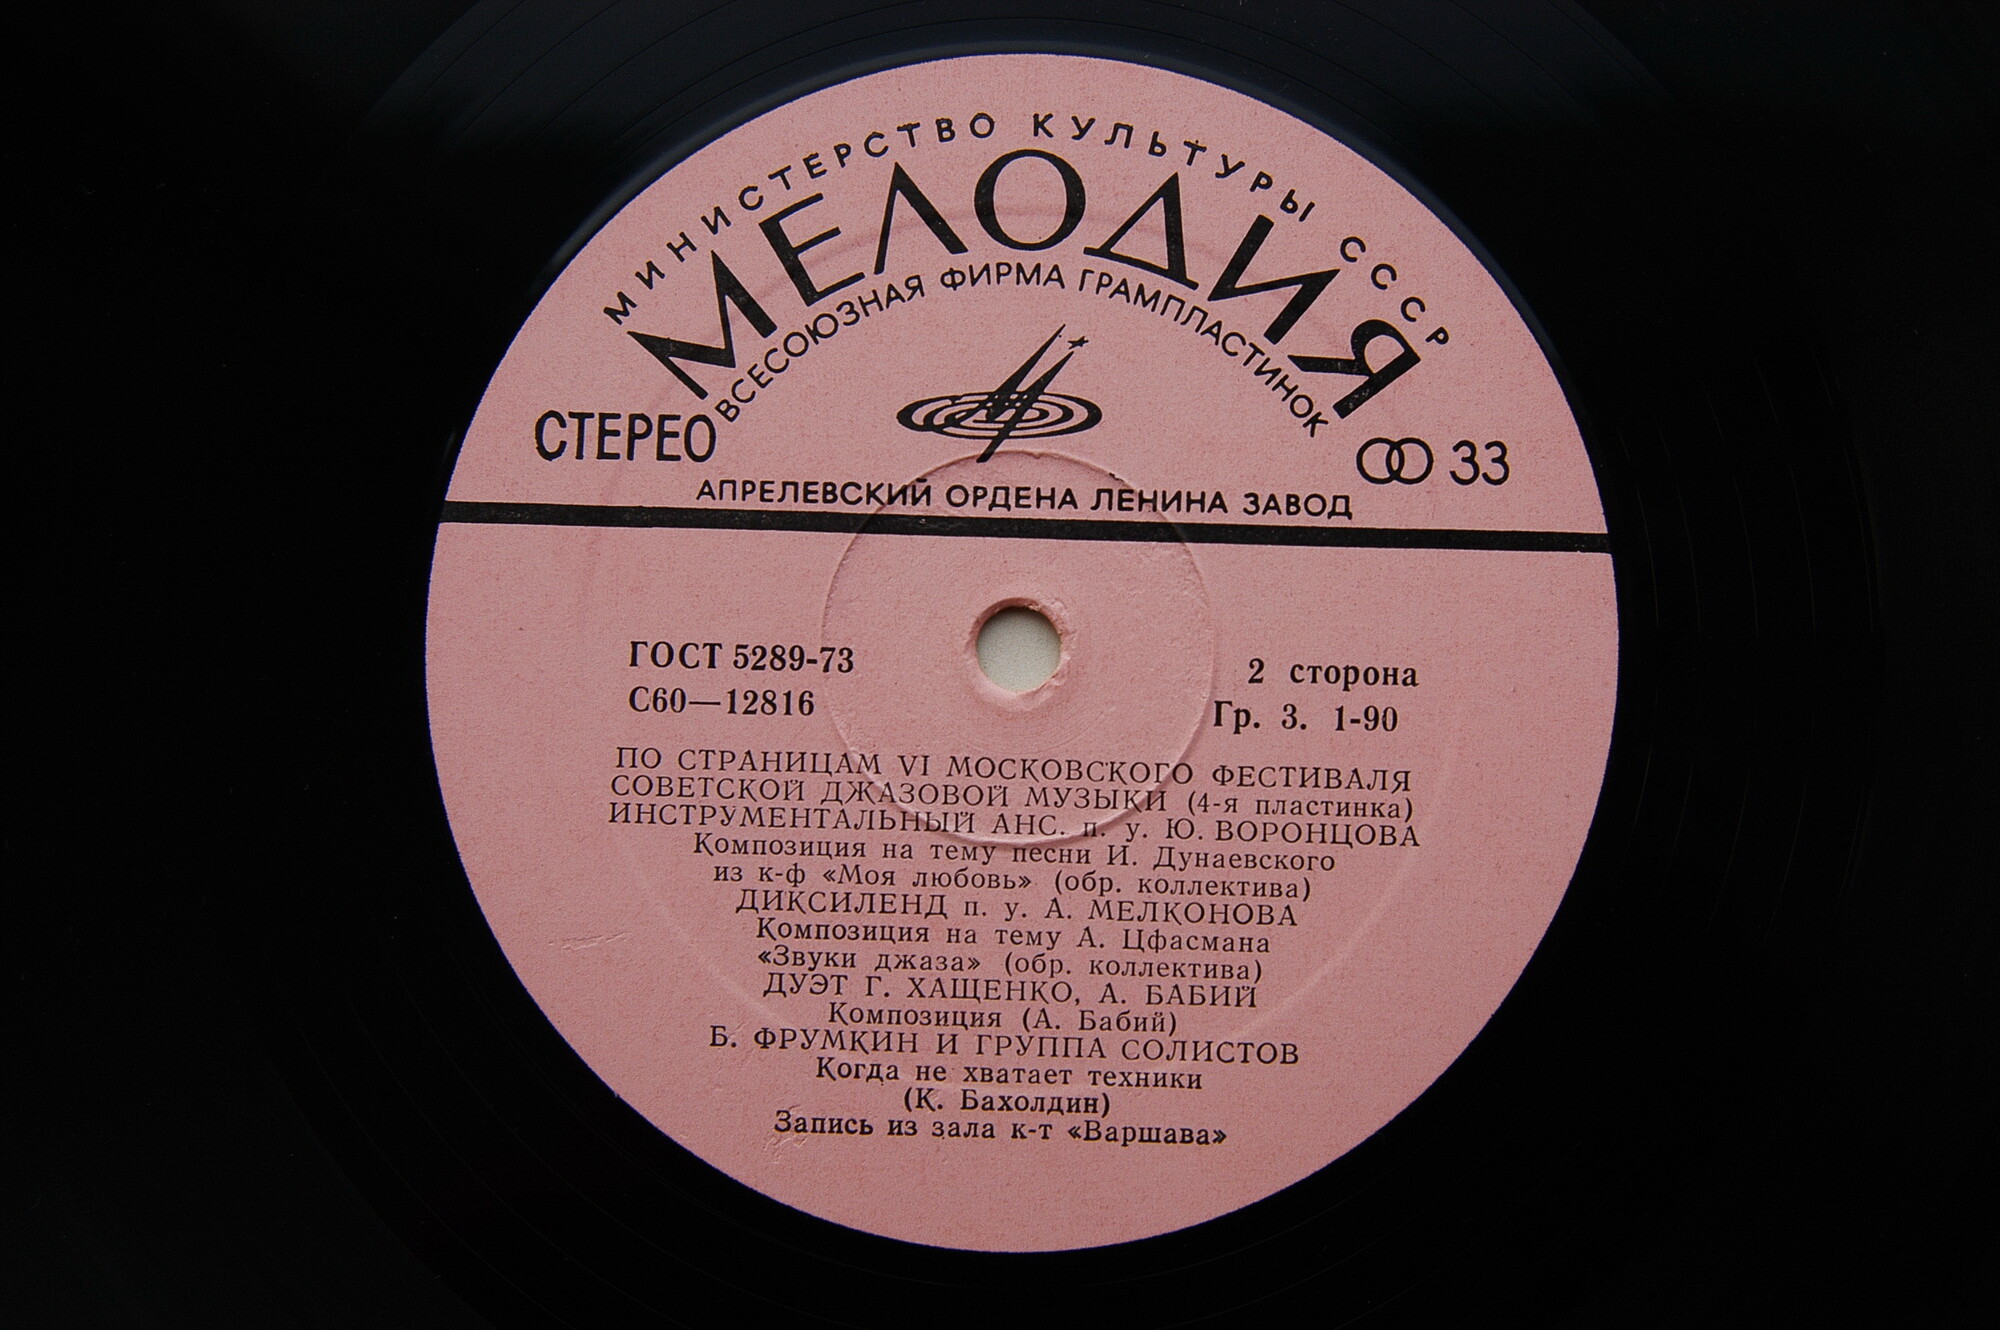 МИНИСТЕРСТВО КУЛЬТУРЫ СССР
МЕЛОДИЯ
ВСЕСОЮЗНАЯ ФИРМА ГРАМПЛАСТИНОК
СТЕРЕО
33
АПРЕЛЕВСКИЙ ОРДЕНА ЛЕНИНА ЗАВОД
ГОСТ 5289-73
2 сторона
С60—12816
Гр. 3. 1-90
ПО СТРАНИЦАМ VI МОСКОВСКОГО ФЕСТИВАЛЯ
СОВЕТСКОЙ ДЖАЗОВОЙ МУЗЫКИ (4-я пластинка)
ИНСТРУМЕНТАЛЬНЫЙ АНС. п. у. Ю. ВОРОНЦОВА
Композиция на тему песни И. Дунаевского
из к-ф «Моя любовь» (обр. коллектива)
ДИКСИЛЕНД п. у. А. МЕЛКОНОВА
Композиция на тему А. Цфасмана
«Звуки джаза» (обр. коллектива)
ДУЭТ Г. ХАЩЕНКО, А. БАБИЙ
Композиция (А. Бабий)
Б. ФРУМКИН И ГРУППА СОЛИСТОВ
Когда не хватает техники
(К. Бахолдин)
Запись из зала к-т «Варшава»